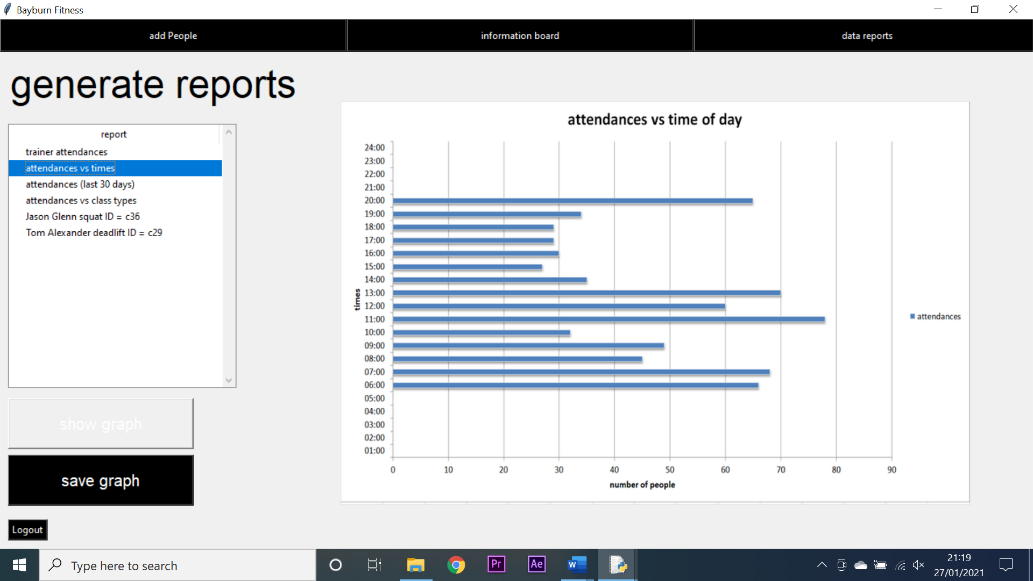 Bayburn Fitness
add People
information board
data reports
generate reports
report
trainer attendances
attendances vs times
attendances (last 30 days)
attendances vs class types
Jason Glenn squat ID = c36
Tom Alexander deadlift ID = c29
show graph
save graph
Logout
attendances vs time of day
times
24:00
23:00
22:00
21:00
20:00
19:00
18:00
17:00
16:00
15:00
14:00
13:00
12:00
11:00
10:00
09:00
08:00
07:00
06:00
05:00
04:00
03:00
02:00
01:00
0 10 20 30 40 50 60 70 80 90
number of people
attendances
Type here to search
Pr
Ae
W
21:19
27/01/2021